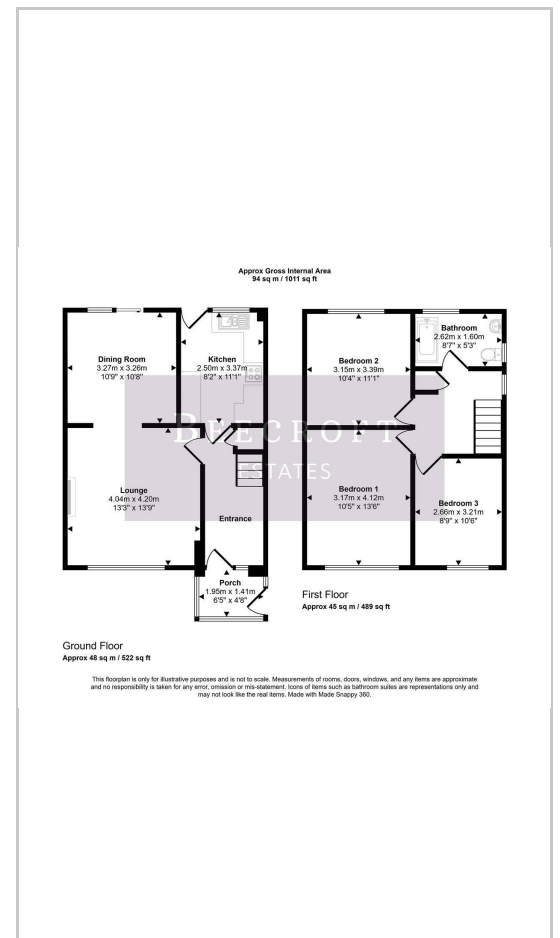 Approx Gross Internal Area
94 sq m / 1011 sq ft
Dining Room
3.27m x 3.26m
10'9" x 10'8"
Kitchen
2.50m x 3.37m
8'2" x 11'1"
Lounge
4.04m x 4.20m
13'3" x 13'9"
Entrance
Porch
1.95m x 1.41m
6'5" x 4'8"
Ground Floor
Approx 48 sq m / 522 sq ft
Bathroom
2.62m x 1.60m
8'7" x 5'3"
Bedroom 2
3.15m x 3.39m
10'4" x 11'1"
Bedroom 1
3.17m x 4.12m
10'5" x 13'6"
Bedroom 3
2.66m x 3.21m
8'9" x 10'6"
First Floor
Approx 45 sq m / 489 sq ft
BEECROFT
ESTATES
This floorplan is only for illustrative purposes and is not to scale. Measurements of rooms, doors, windows, and any items are approximate
and no responsibility is taken for any error, omission or mis-statement. Icons of items such as bathroom suites are representations only and
may not look like the real items. Made with Made Snappy 360.